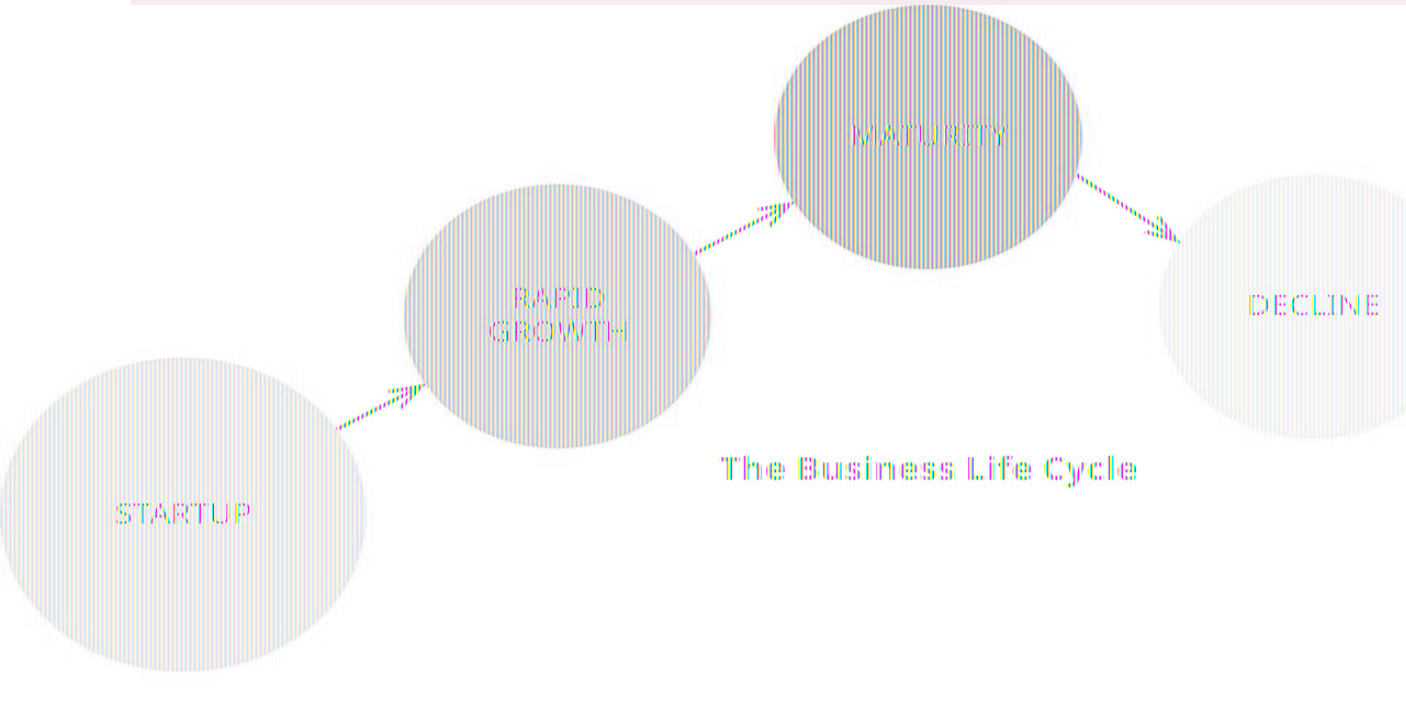 MATURITY
RAPID
GROWTH
DECLINE
The Business Life Cycle
STARTUP